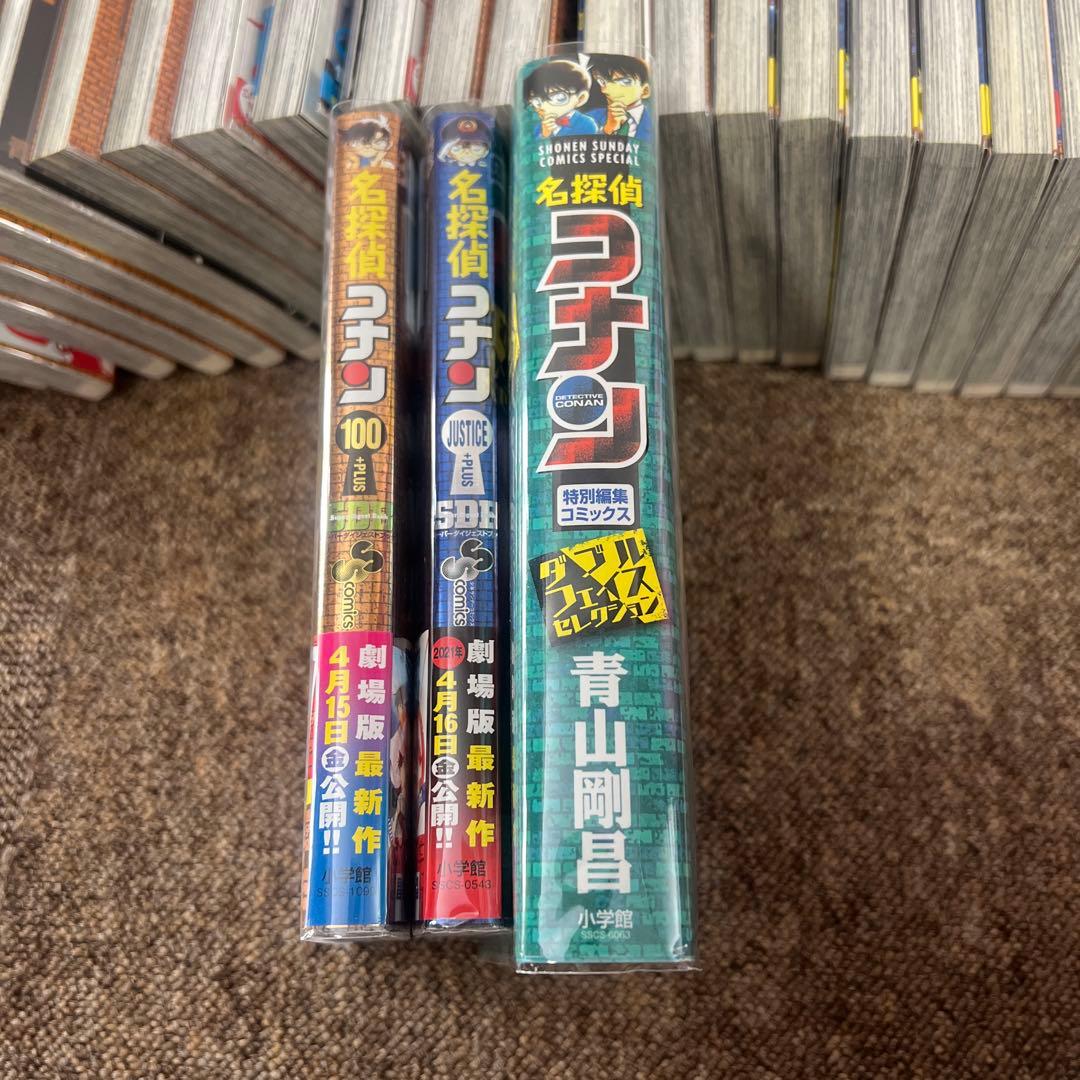 名探偵
コナン
100
+PLUS
SDB
Super Digest Book
comics
劇場版最新作
4月15日(金)公開!!
小学館
名探偵
コナン
JUSTICE
+PLUS
SDB
comics
2021年
劇場版最新作
4月16日(金)公開!!
小学館
SSCS-0543
SHONEN SUNDAY
COMICS SPECIAL
名探偵
コナン
DETECTIVE
CONAN
特別編集
コミックス
ダブル
フェイス
セレクション
青山剛昌
小学館
SSCS-6063